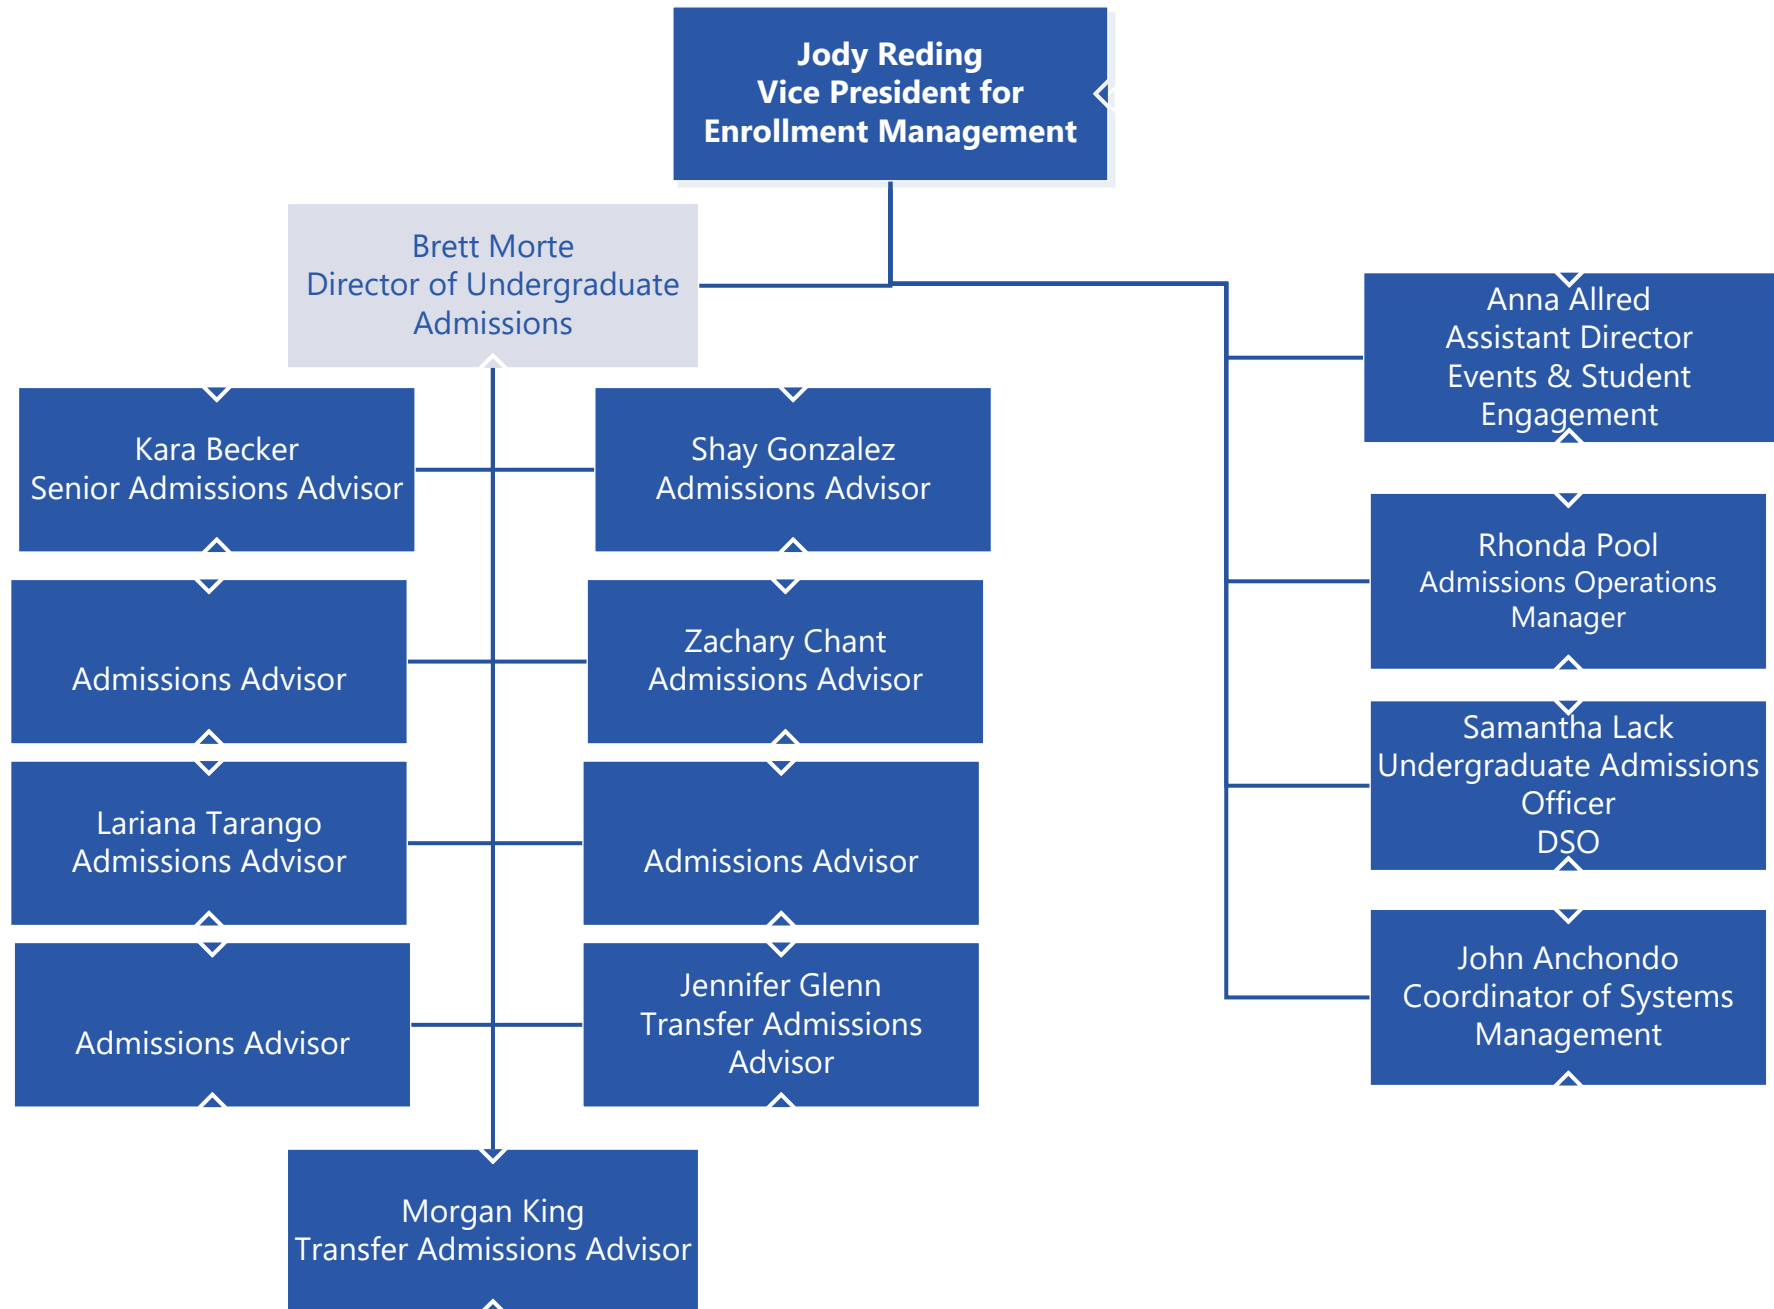 Jody Reding
Vice President for
Enrollment Management
Brett Morte
Director of Undergraduate
Admissions
Kara Becker
Senior Admissions Advisor
Shay Gonzalez
Admissions Advisor
Admissions Advisor
Zachary Chant
Admissions Advisor
Lariana Tarango
Admissions Advisor
Admissions Advisor
Admissions Advisor
Jennifer Glenn
Transfer Admissions
Advisor
Morgan King
Transfer Admissions Advisor
Anna Allred
Assistant Director
Events & Student
Engagement
Rhonda Pool
Admissions Operations
Manager
Samantha Lack
Undergraduate Admissions
Officer
DSO
John Anchondo
Coordinator of Systems
Management